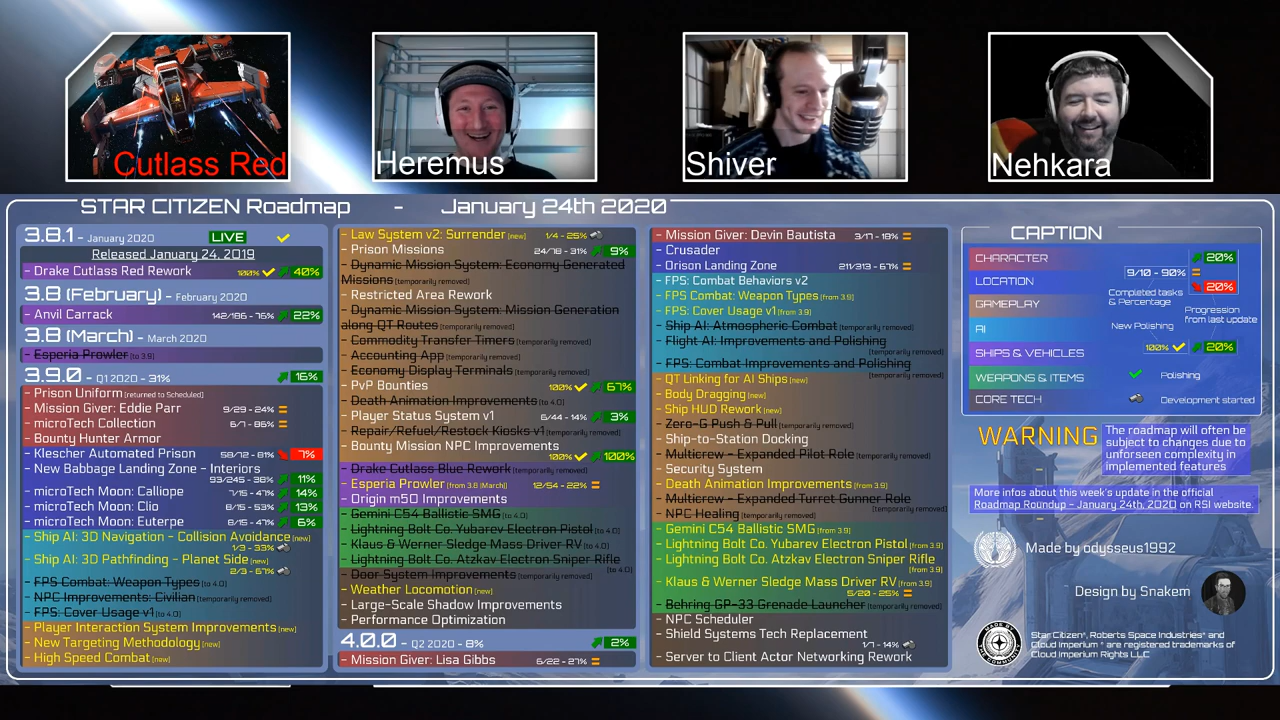 Cutlass Red
Heremus
Shiver
Nehkara
STAR CITIZEN Roadmap - January 24th 2020
3.8.1 - January 2020 LIVE
Released January 24, 2019
- Drake Cutlass Red Rework 100% 40%
3.8 (February) - February 2020
- Anvil Carrack 142/186 - 76% 22%
3.8 (March) - March 2020
- Esperia Prowler [to 3.9]
3.9.0 - Q1 2020 - 31% 16%
- Prison Uniform [returned to Scheduled]
- Mission Giver: Eddie Parr 9/29 - 24% =
- microTech Collection 6/7 - 86% =
- Bounty Hunter Armor
- Klescher Automated Prison 58/72 - 81% 7%
- New Babbage Landing Zone - Interiors
93/245 - 38% 11%
- microTech Moon: Calliope 7/15 - 47% 14%
- microTech Moon: Clio 8/15 - 53% 13%
- microTech Moon: Euterpe 8/15 - 47% 6%
- Ship AI: 3D Navigation - Collision Avoidance [new]
1/3 - 33%
- Ship AI: 3D Pathfinding - Planet Side [new]
2/3 - 67%
- FPS Combat: Weapon Types [to 4.0]
- NPC Improvements: Civilian [temporarily removed]
- FPS: Cover Usage v1 [to 4.0]
- Player Interaction System Improvements [new]
- New Targeting Methodology [new]
- High Speed Combat [new]
- Law System v2: Surrender [new] 1/4 - 25%
- Prison Missions 24/78 - 31% 9%
- Dynamic Mission System: Economy Generated
Missions [temporarily removed]
- Restricted Area Rework
- Dynamic Mission System: Mission Generation
along QT Routes [temporarily removed]
- Commodity Transfer Timers [temporarily removed]
- Accounting App [temporarily removed]
- Economy Display Terminals [temporarily removed]
- PvP Bounties 100% 67%
- Death Animation Improvements [to 4.0]
- Player Status System v1 6/44 - 14% 3%
- Repair/Refuel/Restock Kiosks v1 [temporarily removed]
- Bounty Mission NPC Improvements
100% 100%
- Drake Cutlass Blue Rework [temporarily removed]
- Esperia Prowler [from 3.8 (March)] 12/54 - 22% =
- Origin m50 Improvements
- Gemini C54 Ballistic SMG [to 4.0]
- Lightning Bolt Co. Yubarev Electron Pistol [to 4.0]
- Klaus & Werner Sledge Mass Driver RV [to 4.0]
- Lightning Bolt Co. Atzkav Electron Sniper Rifle
[to 4.0]
- Door System Improvements [temporarily removed]
- Weather Locomotion [new]
- Large-Scale Shadow Improvements
- Performance Optimization
4.0.0 - Q2 2020 - 8% 2%
- Mission Giver: Lisa Gibbs 6/22 - 27% =
- Mission Giver: Devin Bautista 3/17 - 18% =
- Crusader
- Orison Landing Zone 211/313 - 67% =
- FPS: Combat Behaviors v2
- FPS Combat: Weapon Types [from 3.9]
- FPS: Cover Usage v1 [from 3.9]
- Ship AI: Atmospheric Combat [temporarily removed]
- Flight AI: Improvements and Polishing
[temporarily removed]
- FPS: Combat Improvements and Polishing
[temporarily removed]
- QT Linking for AI Ships [new]
- Body Dragging [new]
- Ship HUD Rework [new]
- Zero-G Push & Pull [temporarily removed]
- Ship-to-Station Docking
- Multicrew - Expanded Pilot Role [temporarily removed]
- Security System
- Death Animation Improvements [from 3.9]
- Multicrew - Expanded Turret Gunner Role
- NPC Healing [temporarily removed] [temporarily removed]
- Gemini C54 Ballistic SMG [from 3.9]
- Lightning Bolt Co. Yubarev Electron Pistol [from 3.9]
- Lightning Bolt Co. Atzkav Electron Sniper Rifle
[from 3.9]
- Klaus & Werner Sledge Mass Driver RV [from 3.9]
5/20 - 25% =
- Behring GP-33 Grenade Launcher [temporarily removed]
- NPC Scheduler
- Shield Systems Tech Replacement
1/7 - 14%
- Server to Client Actor Networking Rework
CAPTION
CHARACTER
LOCATION
GAMEPLAY
AI
SHIPS & VEHICLES
WEAPONS & ITEMS
CORE TECH
9/10 - 90% 20%
=
20%
Completed tasks
& Percentage
Progression
from last update
New Polishing
100% 20%
Polishing
Development started
WARNING
The roadmap will often be
subject to changes due to
unforseen complexity in
implemented features
More infos about this week's update in the official
Roadmap Roundup - January 24th, 2020 on RSI website.
Made by odysseus1992
Design by Snakem
MADE BY THE COMMUNITY
Star Citizen®, Roberts Space Industries® and
Cloud Imperium ® are registered trademarks of
Cloud Imperium Rights LLC